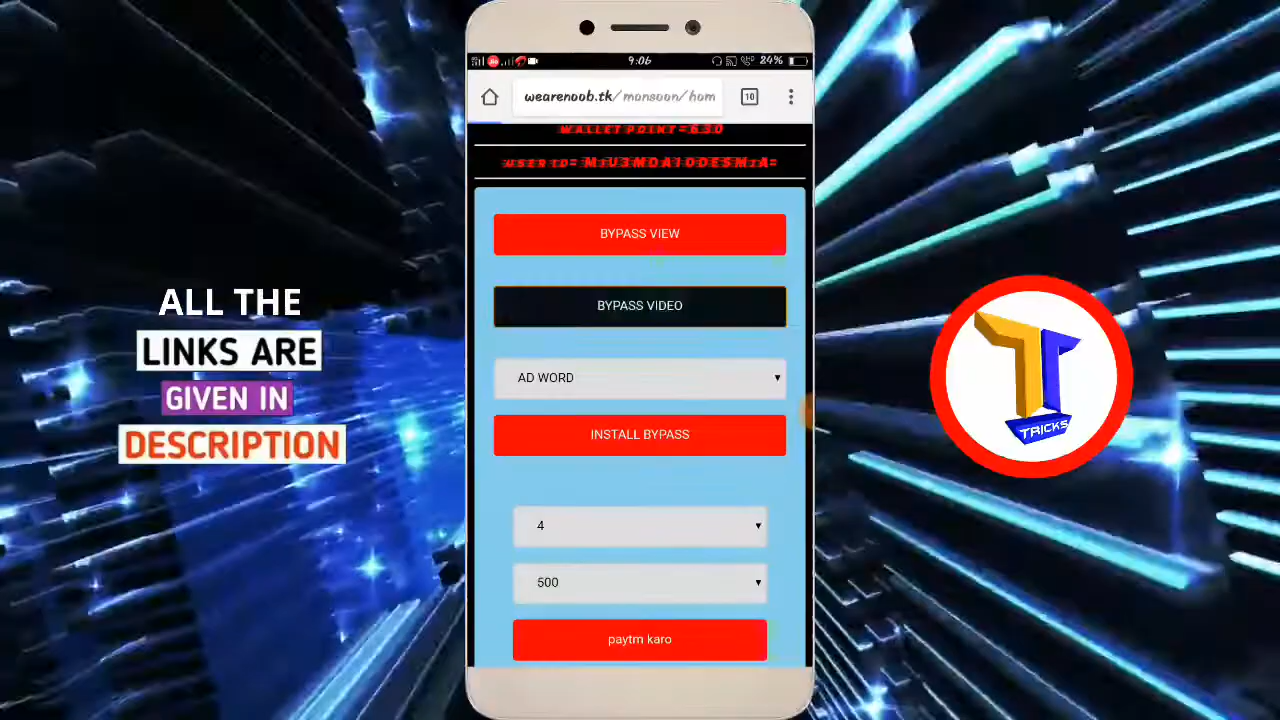 9:06
24%
wearenoob.tk/monsoon/hom
10
WALLET POINT = 630
BYPASS VIEW
BYPASS VIDEO
AD WORD
INSTALL BYPASS
4
500
paytm karo
ALL THE
LINKS ARE
GIVEN IN
DESCRIPTION
TRICKS